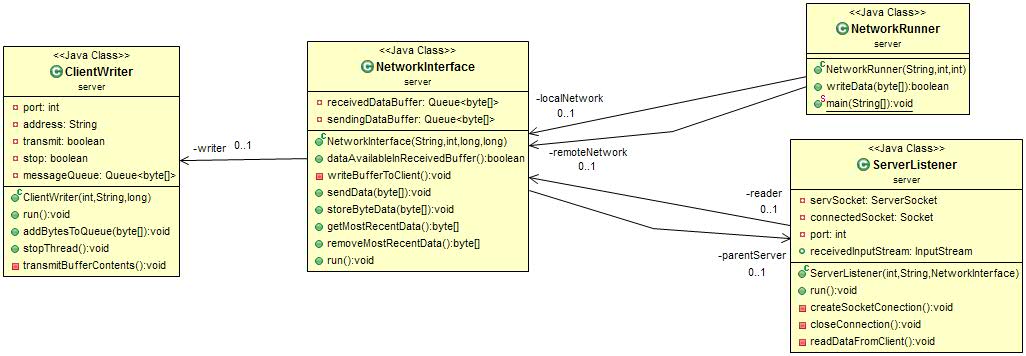 <<Java Class>>
ClientWriter
server
port: int
address: String
transmit: boolean
stop: boolean
messageQueue: Queue<byte[]>
ClientWriter(int,String,long)
run():void
addBytesToQueue(byte[]):void
stopThread():void
transmitBufferContents():void
-writer
0..1
<<Java Class>>
NetworkInterface
server
receivedDataBuffer: Queue<byte[]>
sendingDataBuffer: Queue<byte[]>
NetworkInterface(String,int,long,long)
dataAvailableInReceivedBuffer():boolean
writeBufferToClient():void
sendData(byte[]):void
storeByteData(byte[]):void
getMostRecentData():byte[]
removeMostRecentData():byte[]
run():void
-localNetwork
0..1
-remoteNetwork
0..1
-reader
0..1
-parentServer
0..1
<<Java Class>>
NetworkRunner
server
NetworkRunner(String,int,int)
writeData(byte[]):boolean
main(String[]):void
<<Java Class>>
ServerListener
server
servSocket: ServerSocket
connectedSocket: Socket
port: int
receivedInputStream: InputStream
ServerListener(int,String,NetworkInterface)
run():void
createSocketConection():void
closeConnection():void
readDataFromClient():void